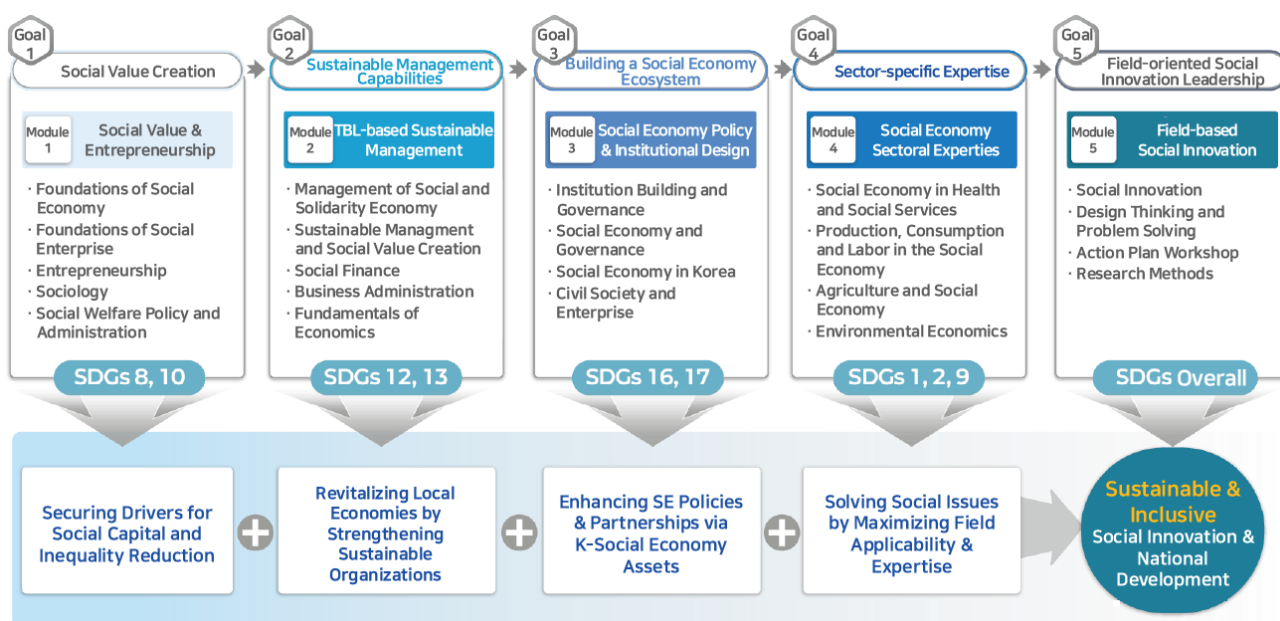 Goal
1
Social Value Creation
Module
1
Social Value &
Entrepreneurship
· Foundations of Social
Economy
· Foundations of Social
Enterprise
· Entrepreneurship
· Sociology
· Social Welfare Policy and
Administration
SDGs 8, 10
Securing Drivers for
Social Capital and
Inequality Reduction
Goal
2
Sustainable Management
Capabilities
Module
2
TBL-based Sustainable
Management
· Management of Social and
Solidarity Economy
· Sustainable Managment
and Social Value Creation
· Social Finance
· Business Administration
· Fundamentals of
Economics
SDGs 12, 13
Revitalizing Local
Economies by
Strengthening
Sustainable
Organizations
Goal
3
Building a Social Economy
Ecosystem
Module
3
Social Economy Policy
& Institutional Design
· Institution Building and
Governance
· Social Economy and
Governance
· Social Economy in Korea
· Civil Society and
Enterprise
SDGs 16, 17
Enhancing SE Policies
& Partnerships via
K-Social Economy
Assets
Goal
4
Sector-specific Expertise
Module
4
Social Economy
Sectoral Experties
· Social Economy in Health
and Social Services
· Production, Consumption
and Labor in the Social
Economy
· Agriculture and Social
Economy
· Environmental Economics
SDGs 1, 2, 9
Solving Social Issues
by Maximizing Field
Applicability &
Expertise
Goal
5
Field-oriented Social
Innovation Leadership
Module
5
Field-based
Social Innovation
· Social Innovation
· Design Thinking and
Problem Solving
· Action Plan Workshop
· Research Methods
SDGs Overall
Sustainable &
Inclusive
Social Innovation &
National
Development